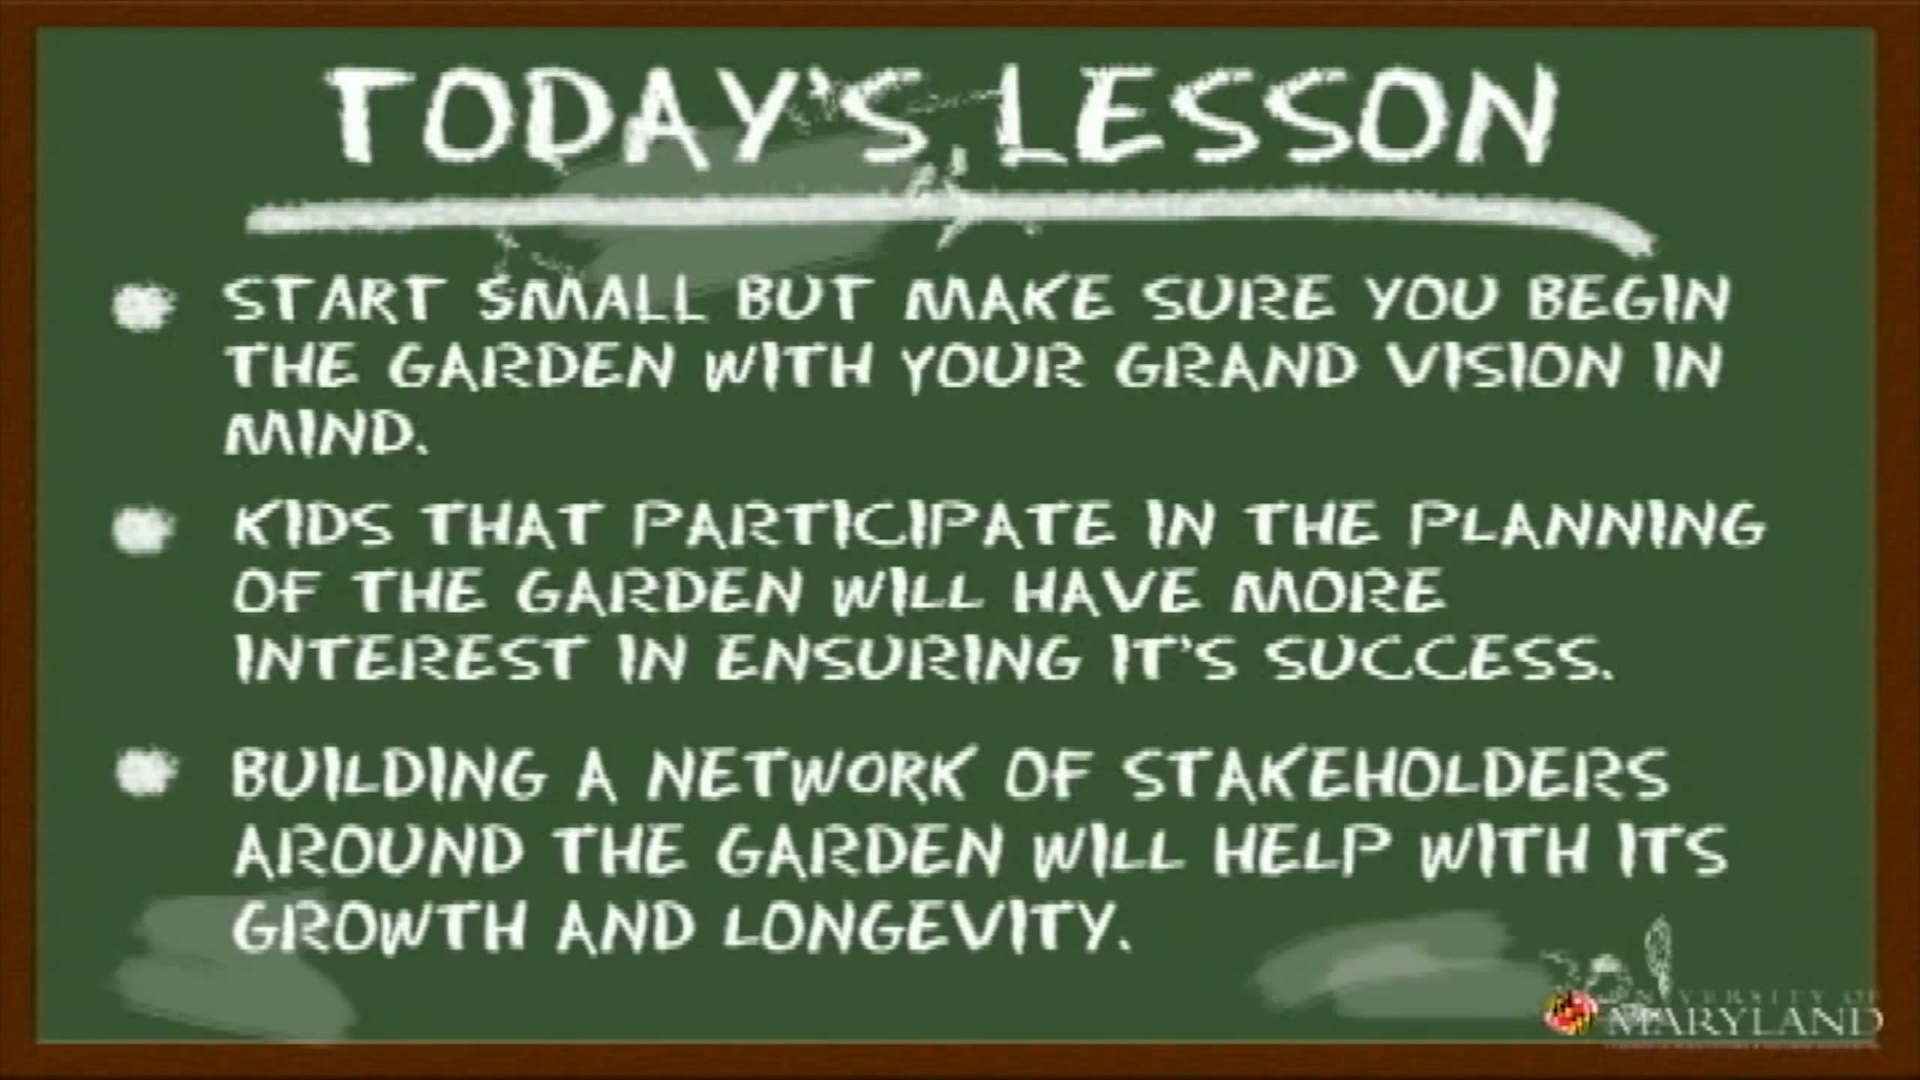 TODAY'S LESSON
START SMALL BUT MAKE SURE YOU BEGIN
THE GARDEN WITH YOUR GRAND VISION IN
MIND.
KIDS THAT PARTICIPATE IN THE PLANNING
OF THE GARDEN WILL HAVE MORE
INTEREST IN ENSURING IT'S SUCCESS.
BUILDING A NETWORK OF STAKEHOLDERS
AROUND THE GARDEN WILL HELP WITH ITS
GROWTH AND LONGEVITY.
UNIVERSITY OF
MARYLAND